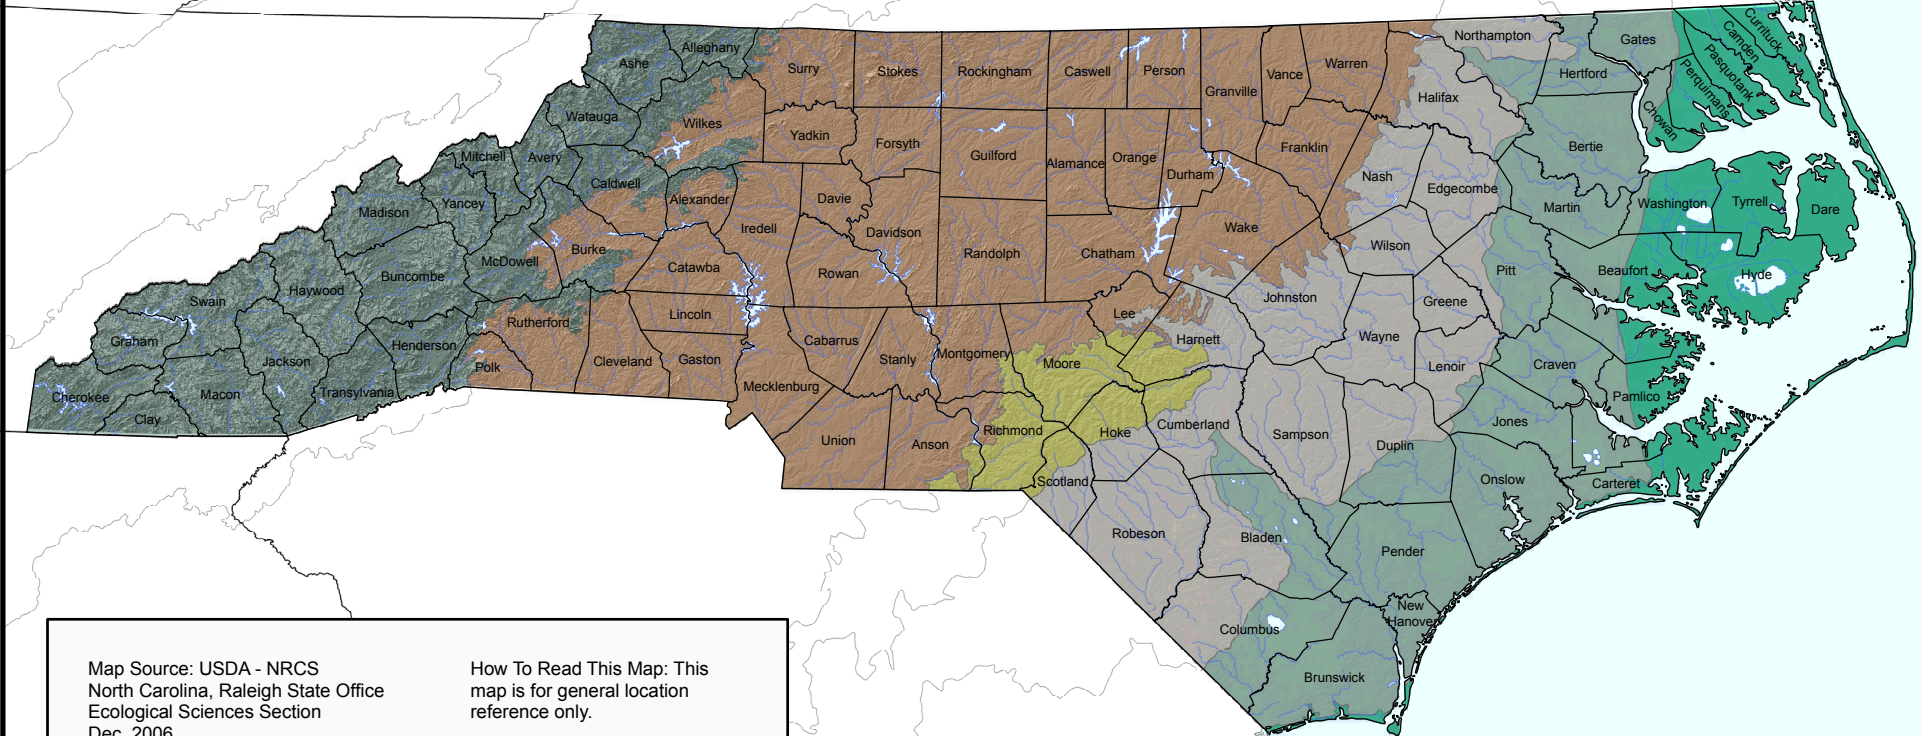 Alleghany
Ashe
Surry
Stokes
Rockingham
Caswell
Person
Granville
Vance
Warren
Northampton
Gates
Currituck
Camden
Pasquotank
Perquimans
Chowan
Hertford
Halifax
Watauga
Wilkes
Yadkin
Forsyth
Guilford
Alamance
Orange
Durham
Franklin
Nash
Edgecombe
Bertie
Mitchell
Avery
Caldwell
Alexander
Davie
Iredell
Davidson
Randolph
Chatham
Wake
Martin
Washington
Tyrrell
Dare
Madison
Yancey
Burke
McDowell
Catawba
Rowan
Wilson
Pitt
Beaufort
Hyde
Buncombe
Haywood
Swain
Graham
Rutherford
Lincoln
Lee
Johnston
Greene
Harnett
Wayne
Henderson
Jackson
Polk
Cleveland
Gaston
Cabarrus
Stanly
Montgomery
Moore
Lenoir
Craven
Pamlico
Cherokee
Macon
Transylvania
Clay
Mecklenburg
Union
Anson
Richmond
Hoke
Cumberland
Sampson
Duplin
Jones
Scotland
Onslow
Carteret
Robeson
Bladen
Pender
New
Hanover
Columbus
Brunswick
Map Source: USDA - NRCS
North Carolina, Raleigh State Office
Ecological Sciences Section
Dec. 2006
How To Read This Map: This
map is for general location
reference only.